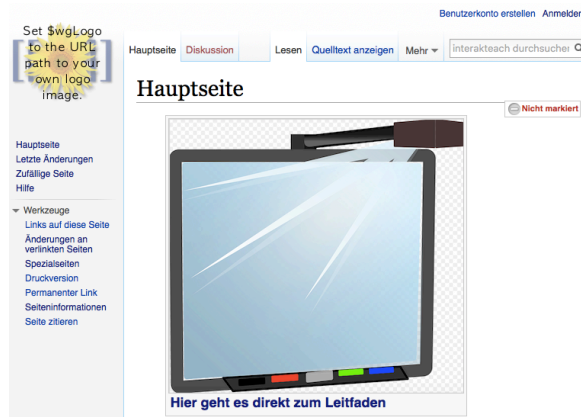 Benutzerkonto erstellen Anmelden
Set $wgLogo
to the URL
path to your
own logo
image.
Hauptseite Diskussion Lesen Quelltext anzeigen Mehr interakteach durchsuchen
Hauptseite
Nicht markiert
Hauptseite
Letzte Änderungen
Zufällige Seite
Hilfe
Werkzeuge
Links auf diese Seite
Änderungen an
verlinkten Seiten
Spezialseiten
Druckversion
Permanenter Link
Seiteninformationen
Seite zitieren
Hier geht es direkt zum Leitfaden